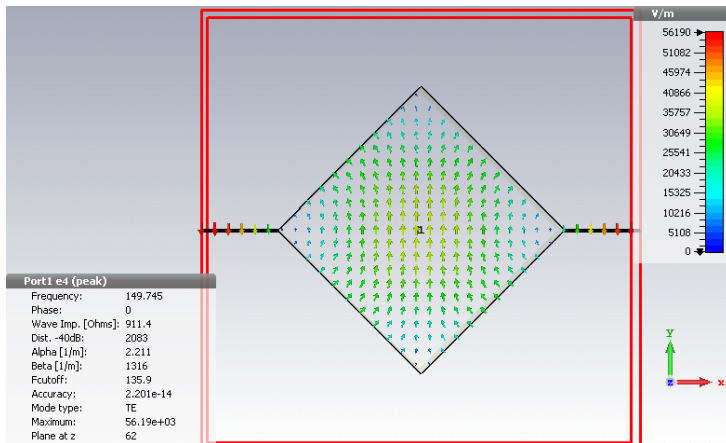 V/m
56190
51082
45974
40866
35757
30649
25541
20433
15325
10216
5108
0
1
Port1 e4 (peak)
Frequency: 149.745
Phase: 0
Wave Imp. [Ohms]: 911.4
Dist. -40dB: 2083
Alpha [1/m]: 2.211
Beta [1/m]: 1316
Fcutoff: 135.9
Accuracy: 2.201e-14
Mode type: TE
Maximum: 56.19e+03
Plane at z 62
y
z
x